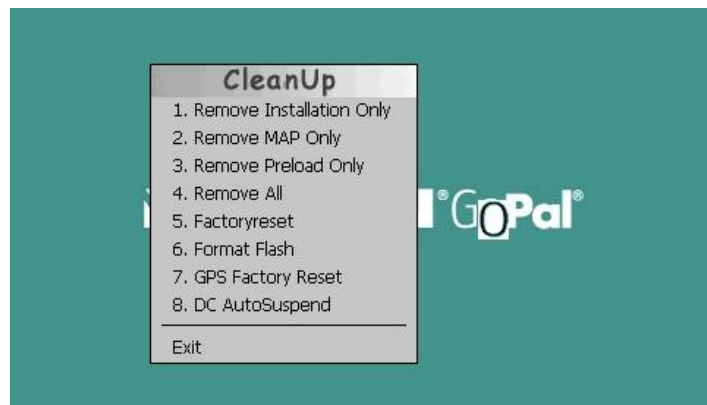 CleanUp
1. Remove Installation Only
2. Remove MAP Only
3. Remove Preload Only
4. Remove All
5. Factoryreset
6. Format Flash
7. GPS Factory Reset
8. DC AutoSuspend
Exit
GoPal®